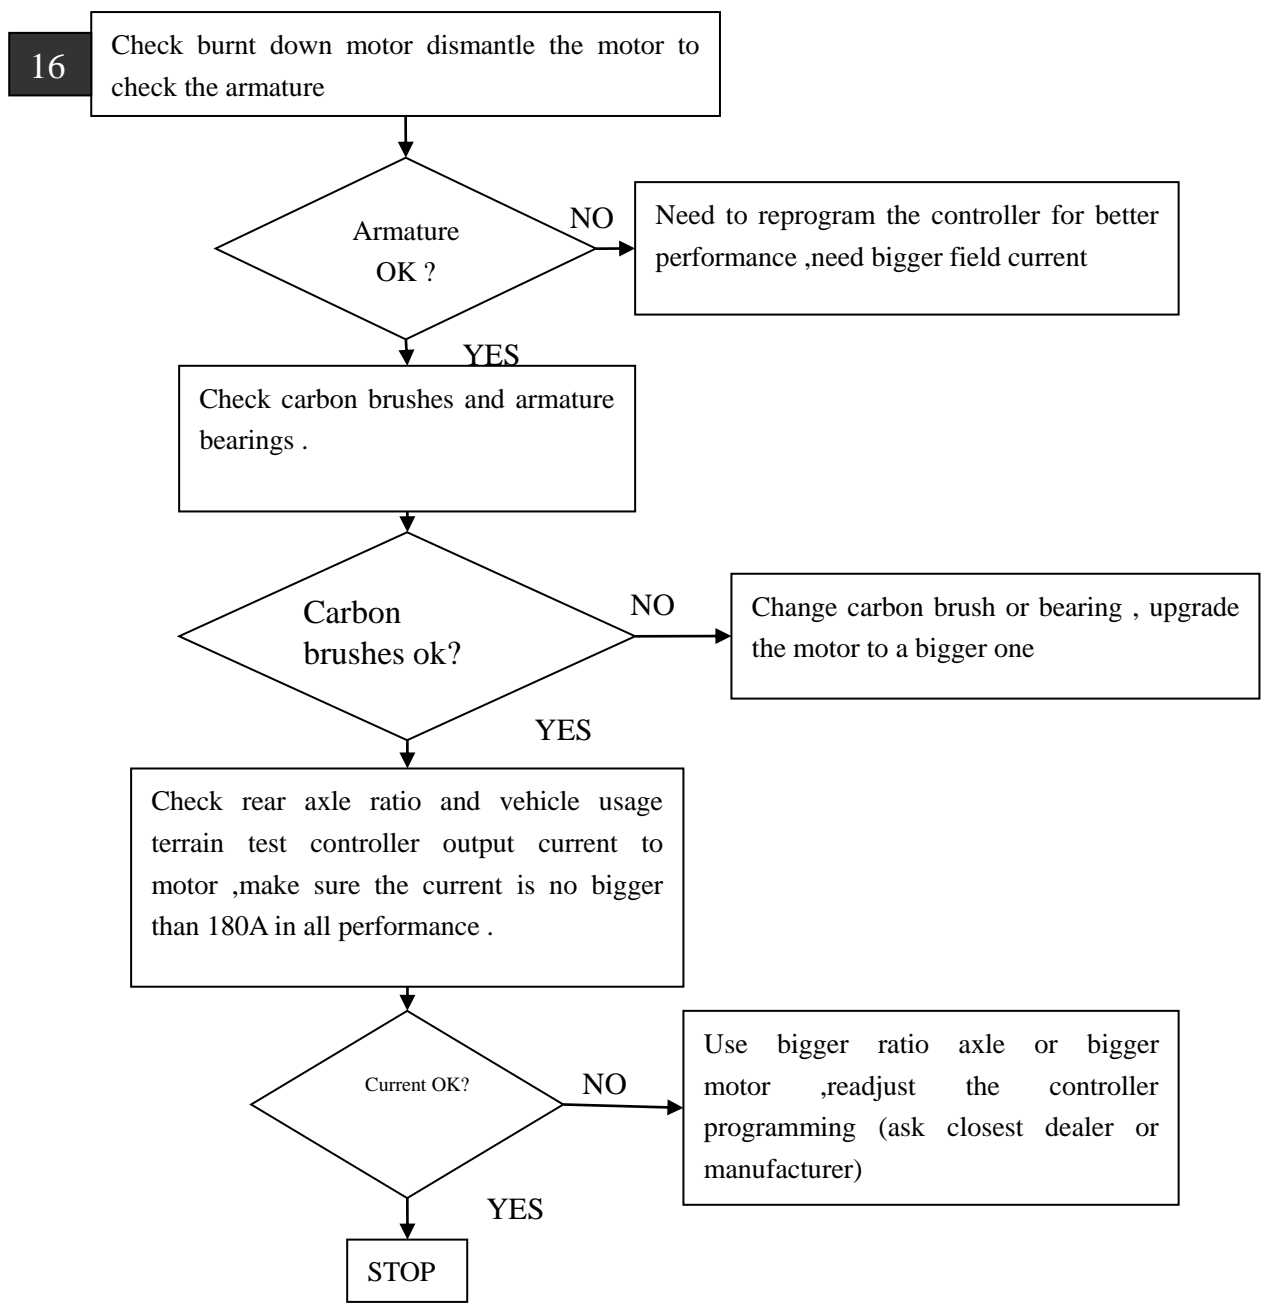 16
Check burnt down motor dismantle the motor to
check the armature
Armature
OK ?
NO
Need to reprogram the controller for better
performance ,need bigger field current
YES
Check carbon brushes and armature
bearings .
Carbon
brushes ok?
NO
Change carbon brush or bearing , upgrade
the motor to a bigger one
YES
Check rear axle ratio and vehicle usage
terrain test controller output current to
motor ,make sure the current is no bigger
than 180A in all performance .
Current OK?
NO
Use bigger ratio axle or bigger
motor ,readjust the controller
programming (ask closest dealer or
manufacturer)
YES
STOP